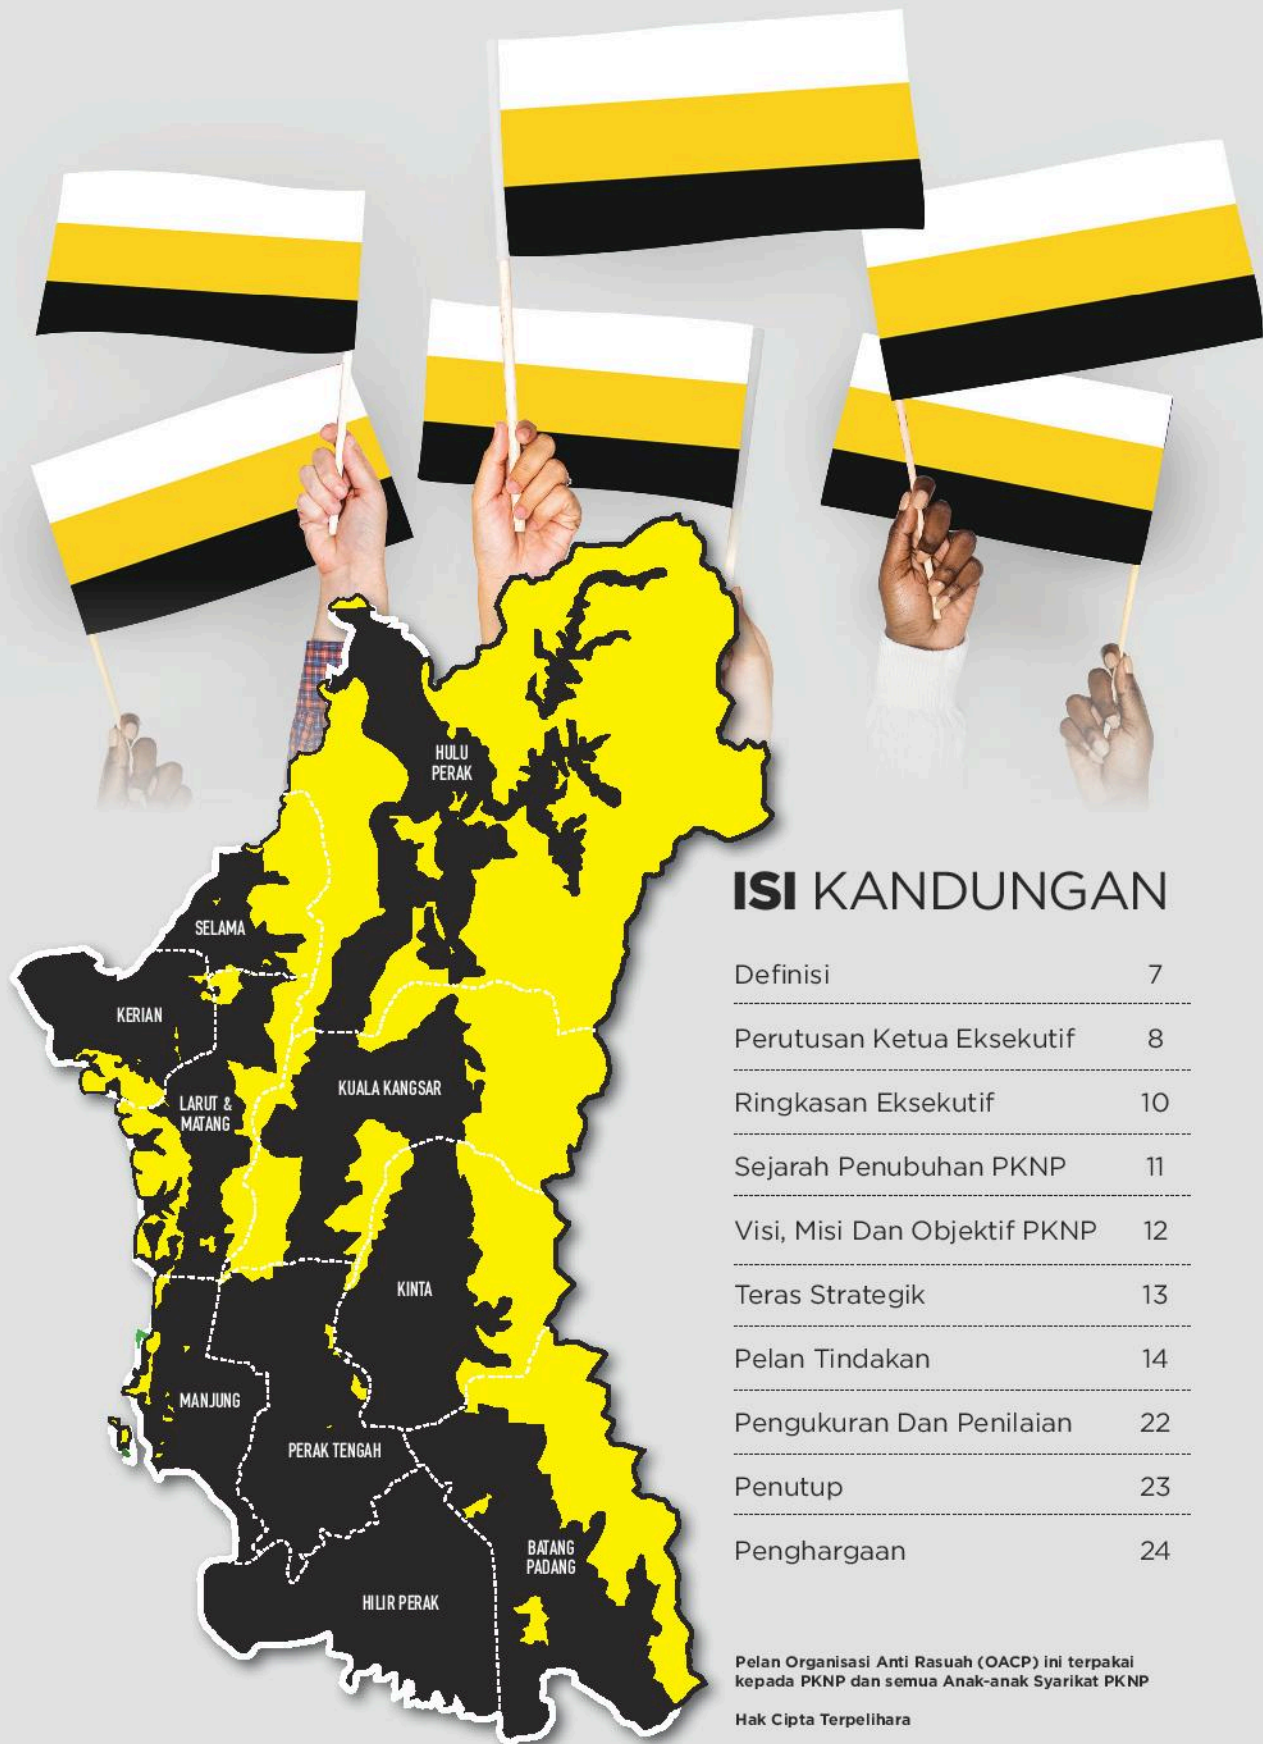 HULU
PERAK
SELAMA
KERIAN
LARUT &
MATANG
KUALA KANGSAR
KINTA
MANJUNG
PERAK TENGAH
BATANG
PADANG
HILIR PERAK
ISI KANDUNGAN
Definisi 7
Perutusan Ketua Eksekutif 8
Ringkasan Eksekutif 10
Sejarah Penubuhan PKNP 11
Visi, Misi Dan Objektif PKNP 12
Teras Strategik 13
Pelan Tindakan 14
Pengukuran Dan Penilaian 22
Penutup 23
Penghargaan 24
Pelan Organisasi Anti Rasuah (OACP) ini terpakai
kepada PKNP dan semua Anak-anak Syarikat PKNP
Hak Cipta Terpelihara